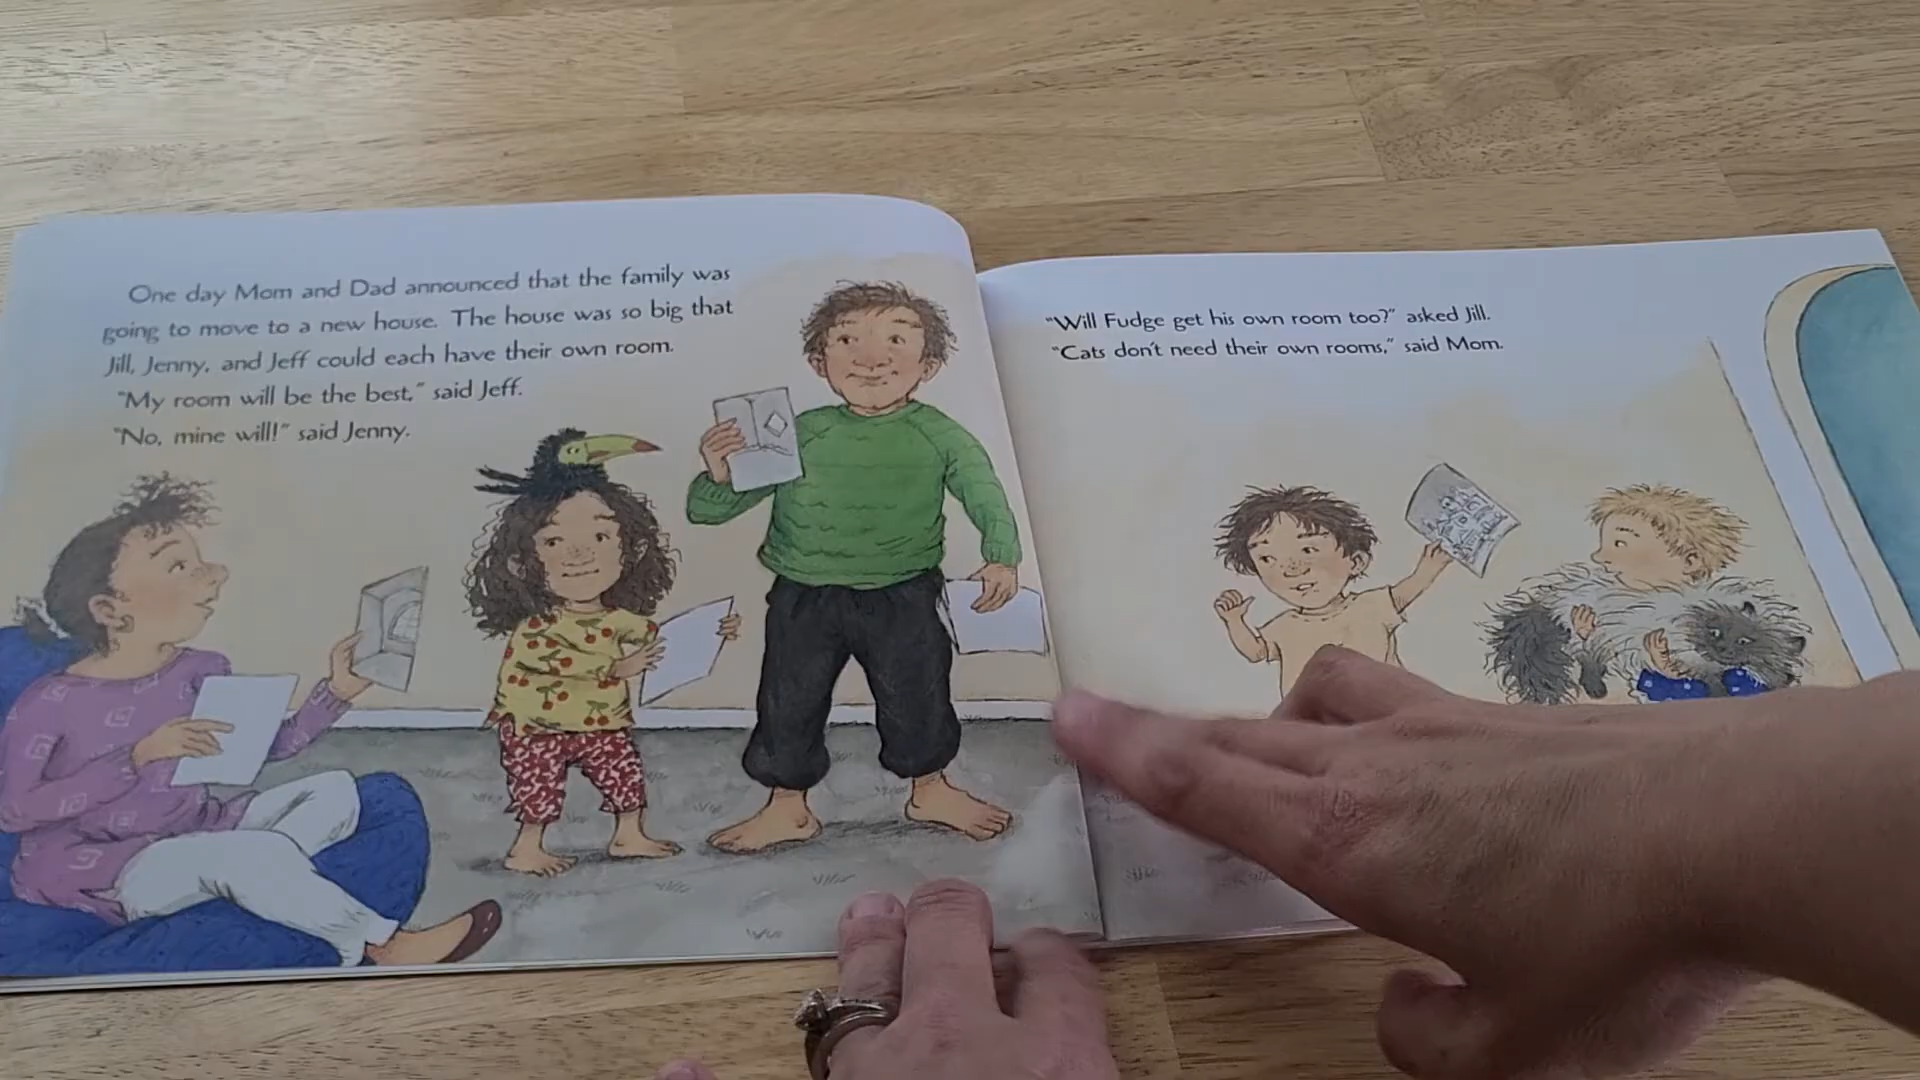 One day Mom and Dad announced that the family was
going to move to a new house. The house was so big that
Jill, Jenny, and Jeff could each have their own room.
"My room will be the best," said Jeff.
"No, mine will!" said Jenny.
"Will Fudge get his own room too?" asked Jill.
"Cats don't need their own rooms," said Mom.